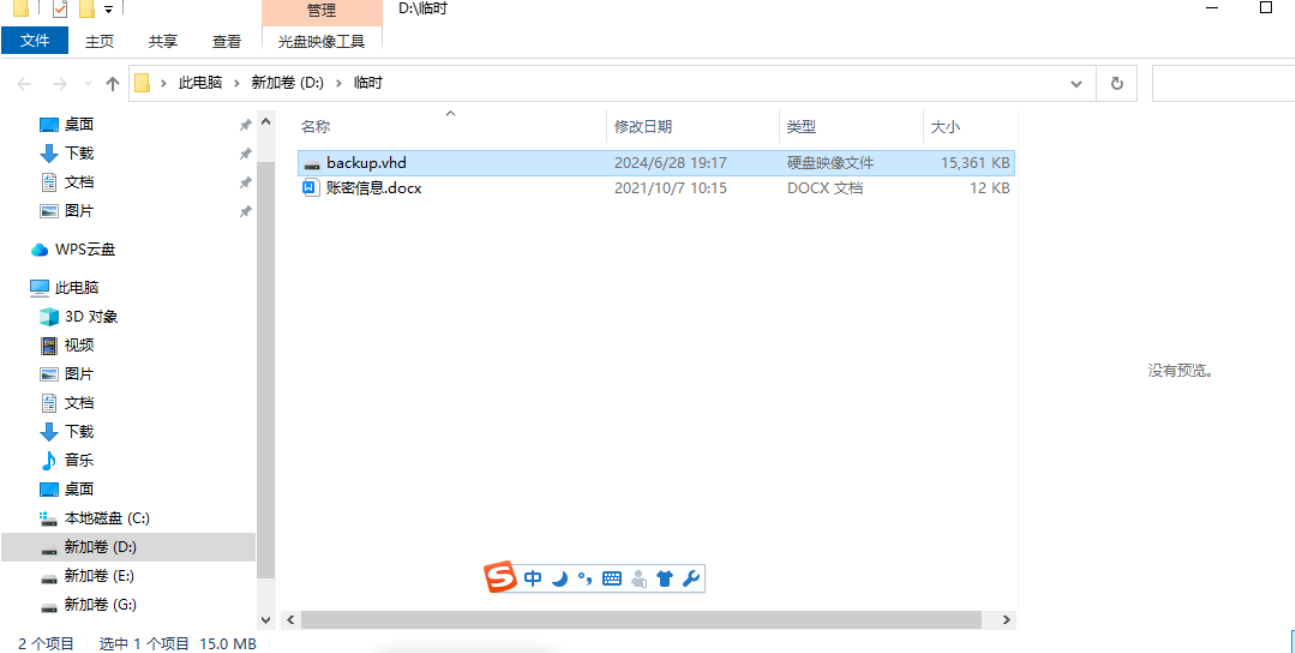 管理 D:\临时
文件 主页 共享 查看 光盘映像工具
此电脑 新加卷 (D:) 临时
桌面
下载
文档
图片
WPS云盘
此电脑
3D 对象
视频
图片
文档
下载
音乐
桌面
本地磁盘 (C:)
新加卷 (D:)
新加卷 (E:)
新加卷 (G:)
名称 修改日期 类型 大小
backup.vhd 2024/6/28 19:17 硬盘映像文件 15,361 KB
账密信息.docx 2021/10/7 10:15 DOCX 文档 12 KB
没有预览。
S 中
2 个项目 选中 1 个项目 15.0 MB